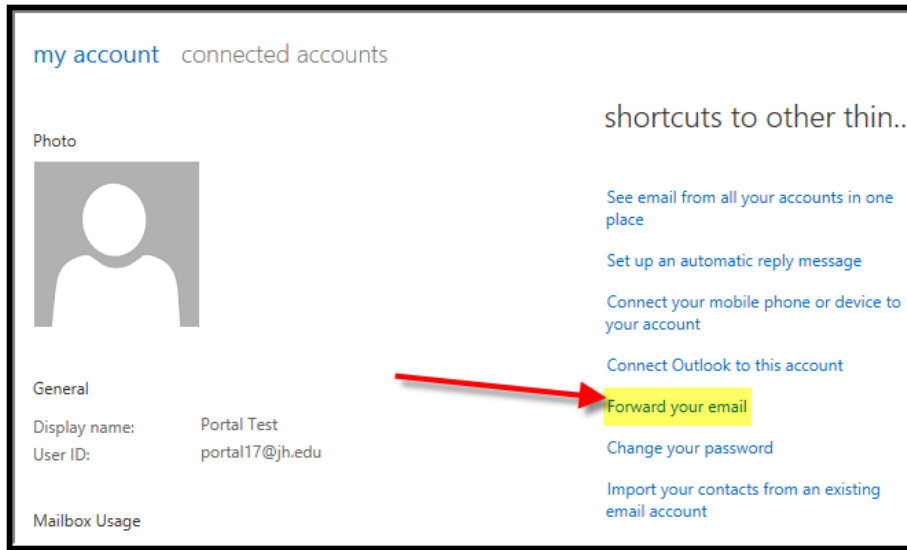 my account connected accounts
Photo
General
Display name: Portal Test
User ID: portal17@jh.edu
Mailbox Usage
shortcuts to other thin..
See email from all your accounts in one
place
Set up an automatic reply message
Connect your mobile phone or device to
your account
Connect Outlook to this account
Forward your email
Change your password
Import your contacts from an existing
email account